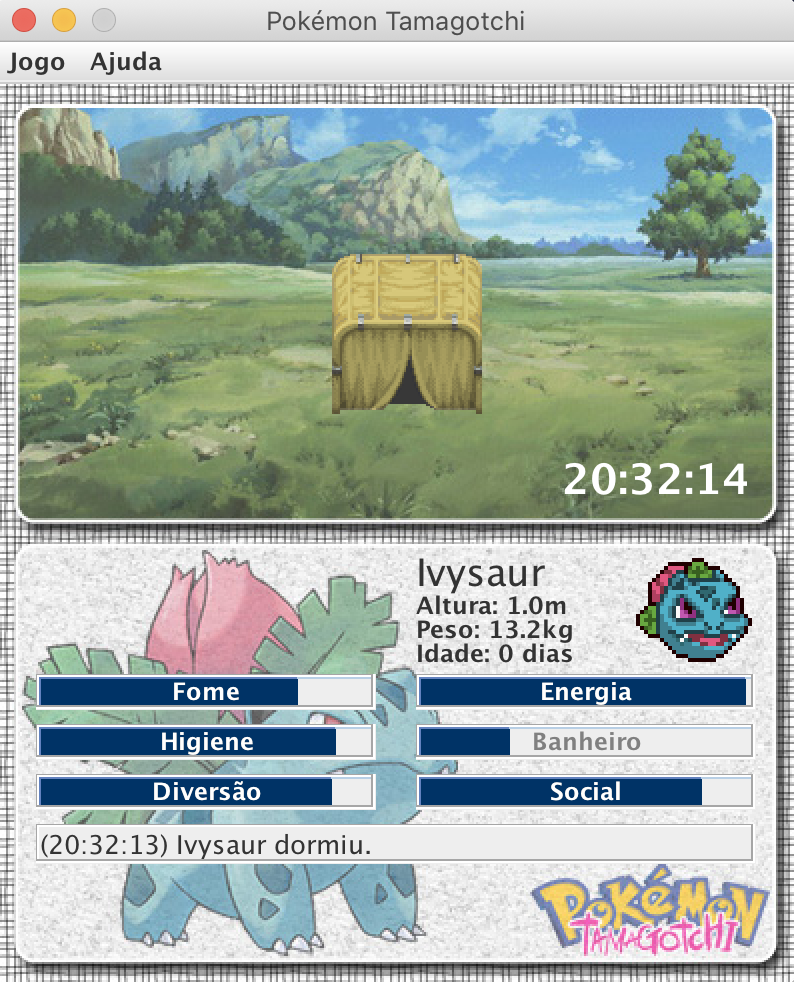 Pokémon Tamagotchi
Jogo Ajuda
20:32:14
Ivysaur
Altura: 1.0m
Peso: 13.2kg
Idade: 0 dias
Fome Energia
Higiene Banheiro
Diversão Social
(20:32:13) Ivysaur dormiu.
POKéMON
TAMAGOTCHI